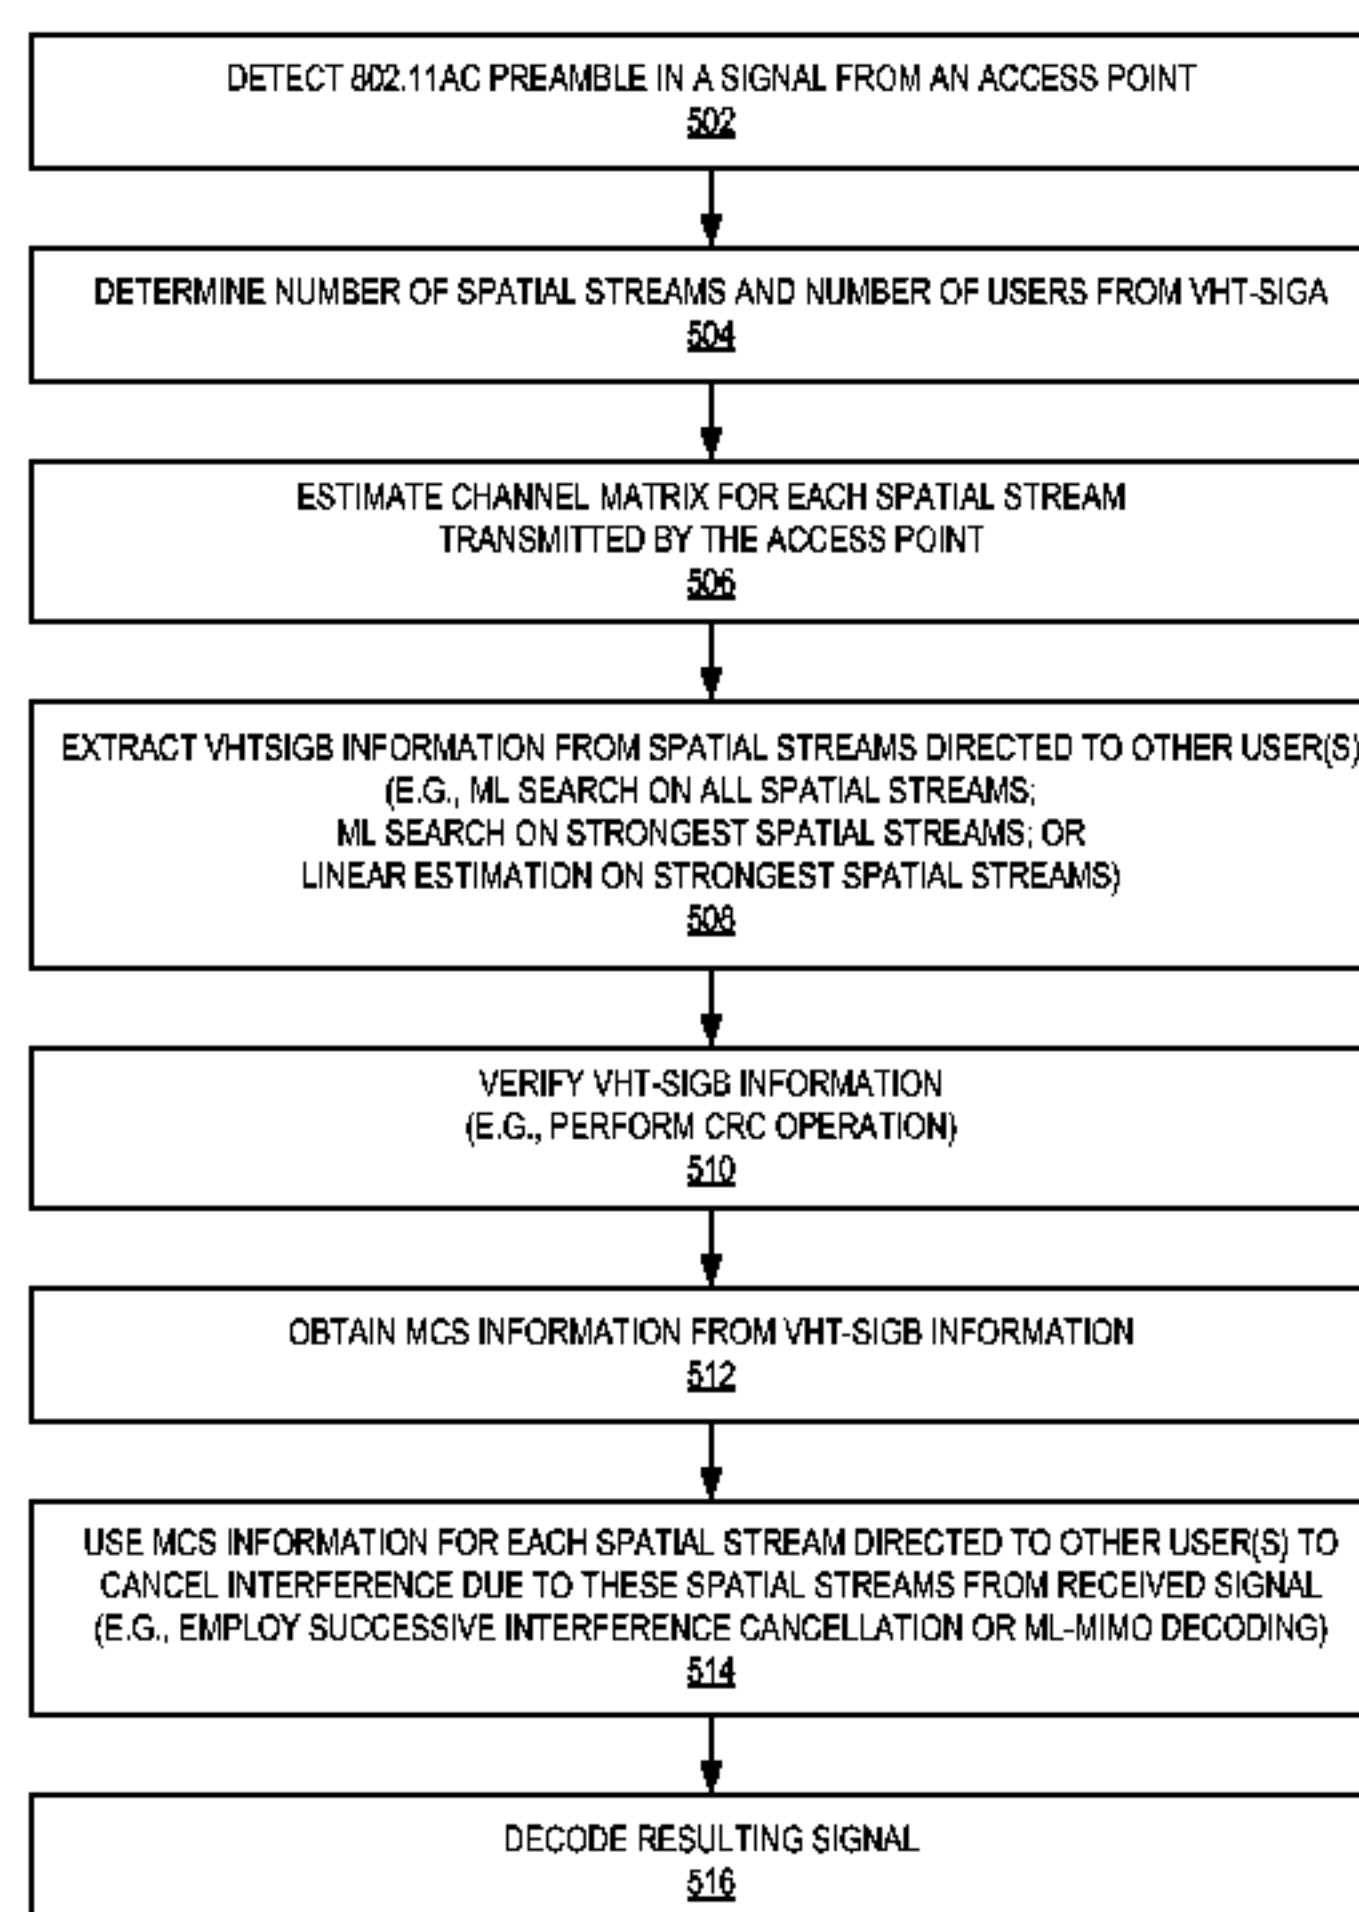 DETECT 802.11AC PREAMBLE IN A SIGNAL FROM AN ACCESS POINT
502
DETERMINE NUMBER OF SPATIAL STREAMS AND NUMBER OF USERS FROM VHT-SIGA
504
ESTIMATE CHANNEL MATRIX FOR EACH SPATIAL STREAM
TRANSMITTED BY THE ACCESS POINT
506
EXTRACT VHTSIGB INFORMATION FROM SPATIAL STREAMS DIRECTED TO OTHER USER(S)
(E.G., ML SEARCH ON ALL SPATIAL STREAMS;
ML SEARCH ON STRONGEST SPATIAL STREAMS; OR
LINEAR ESTIMATION ON STRONGEST SPATIAL STREAMS)
508
VERIFY VHT-SIGB INFORMATION
(E.G., PERFORM CRC OPERATION)
510
OBTAIN MCS INFORMATION FROM VHT-SIGB INFORMATION
512
USE MCS INFORMATION FOR EACH SPATIAL STREAM DIRECTED TO OTHER USER(S) TO
CANCEL INTERFERENCE DUE TO THESE SPATIAL STREAMS FROM RECEIVED SIGNAL
(E.G., EMPLOY SUCCESSIVE INTERFERENCE CANCELLATION OR ML-MIMO DECODING)
514
DECODE RESULTING SIGNAL
516